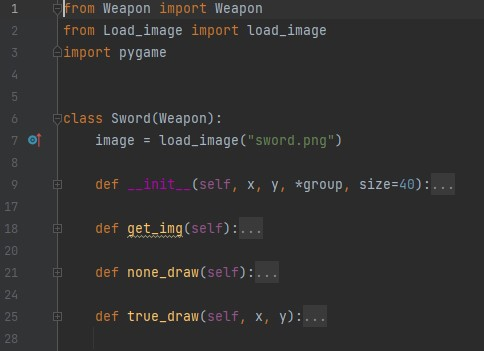 1 from Weapon import Weapon
2 from Load_image import load_image
3 import pygame
4
5
6 class Sword(Weapon):
7 image = load_image("sword.png")
8
9 def __init__(self, x, y, *group, size=40):...
17
18 def get_img(self):...
20
21 def none_draw(self):...
24
25 def true_draw(self, x, y):...
28